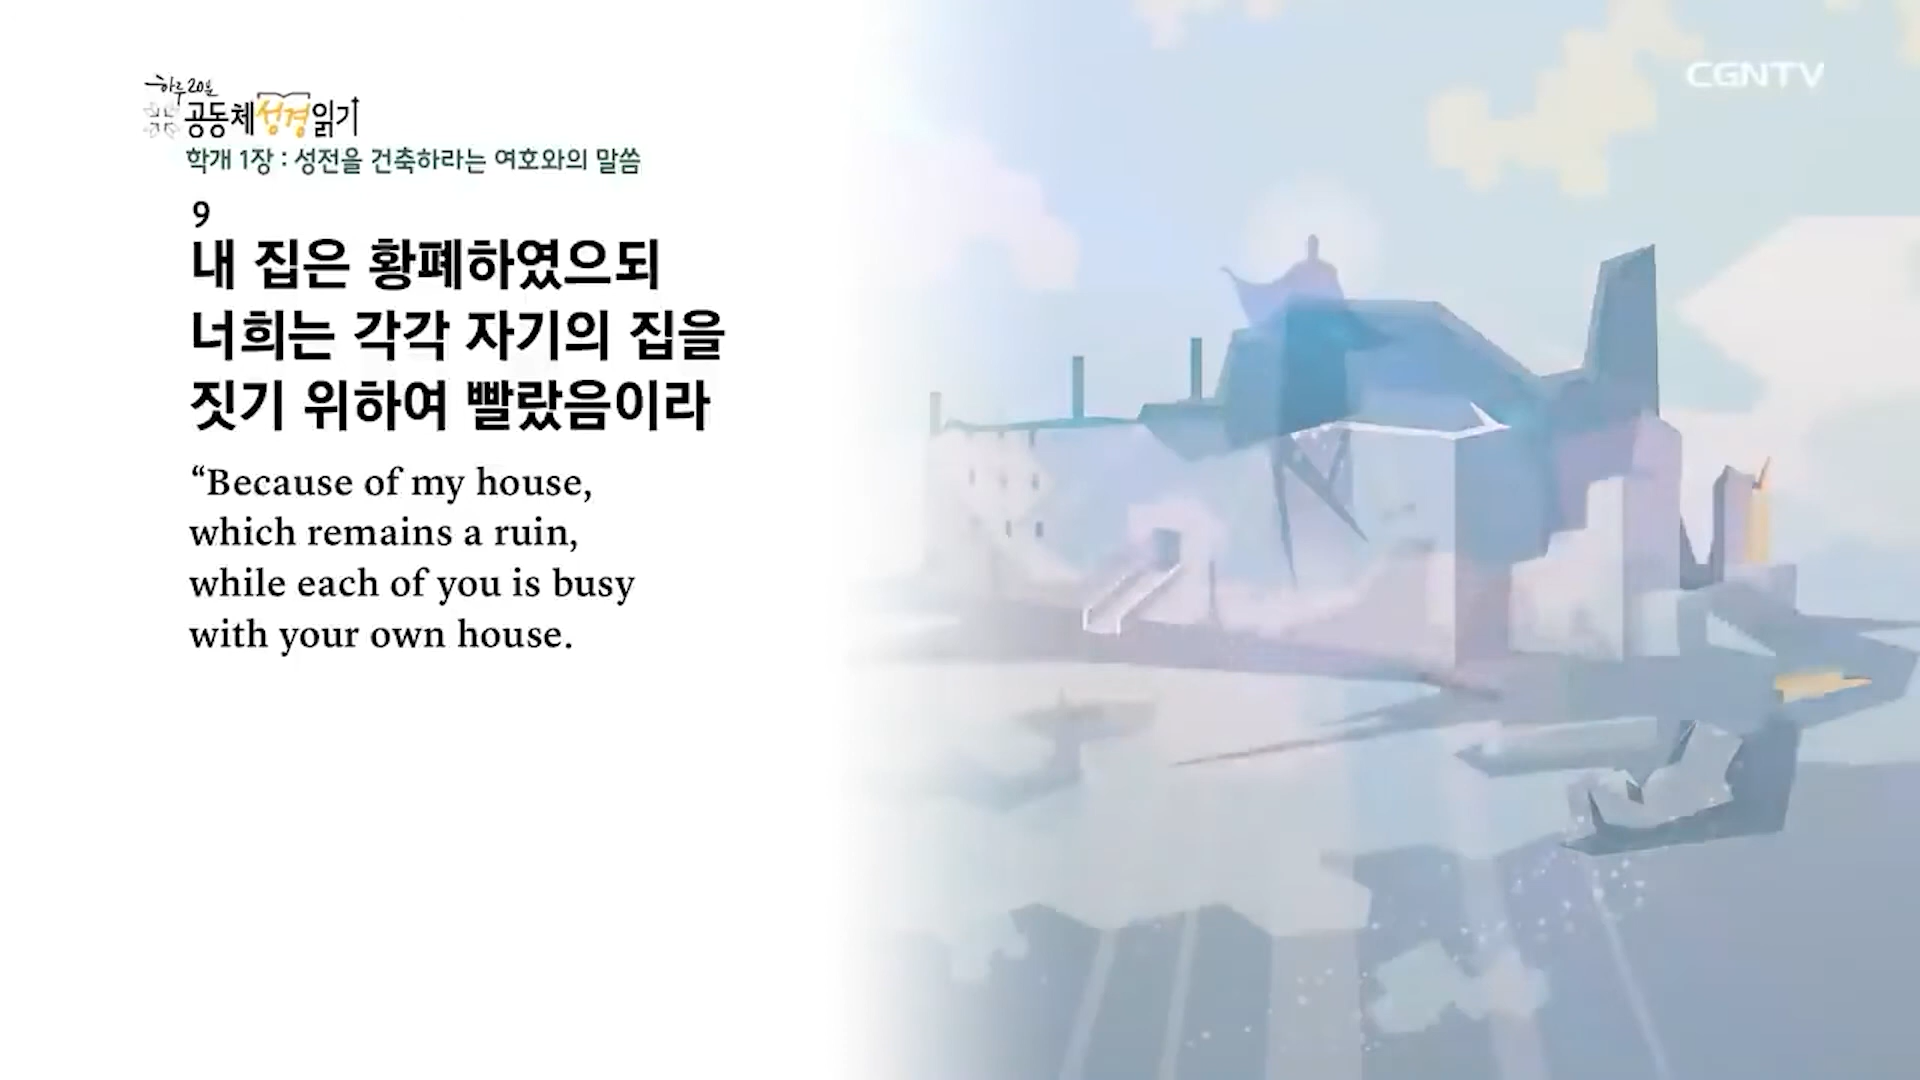 하루 20분
공동체성경읽기
학개 1장 : 성전을 건축하라는 여호와의 말씀
9
내 집은 황폐하였으되
너희는 각각 자기의 집을
짓기 위하여 빨랐음이라
“Because of my house,
which remains a ruin,
while each of you is busy
with your own house.
CGNTV